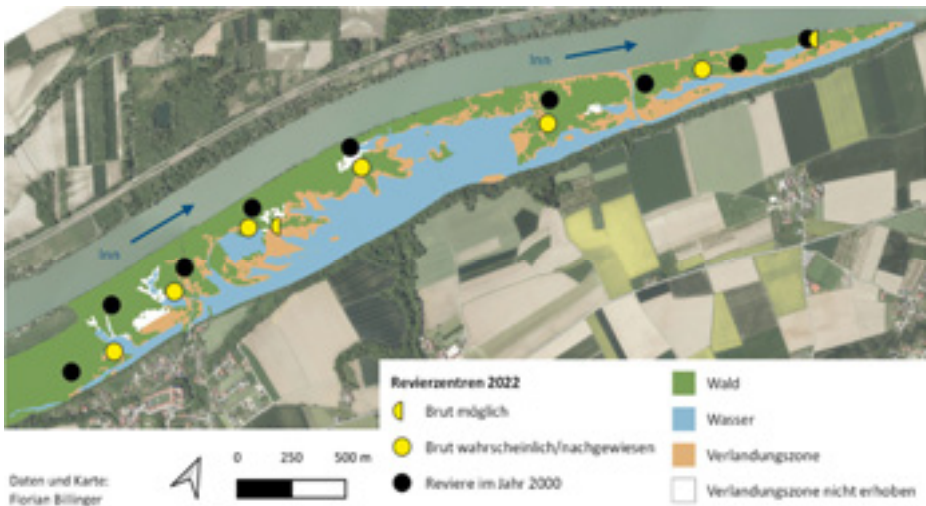 Inn
Inn
Revierzentren 2022
Brut möglich
Brut wahrscheinlich/nachgewiesen
Reviere im Jahr 2000
Wald
Wasser
Verlandungszone
Verlandungszone nicht erhoben
0 250 500 m
Daten und Karte:
Florian Billinger